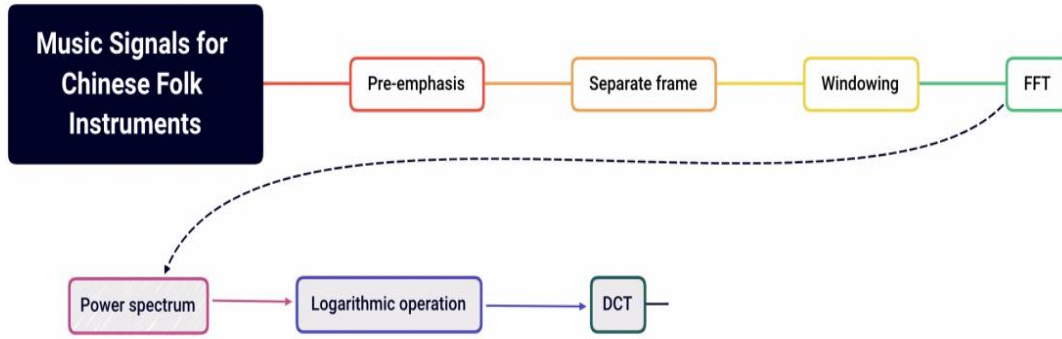 Music Signals for
Chinese Folk
Instruments
Pre-emphasis
Separate frame
Windowing
FFT
Power spectrum
Logarithmic operation
DCT